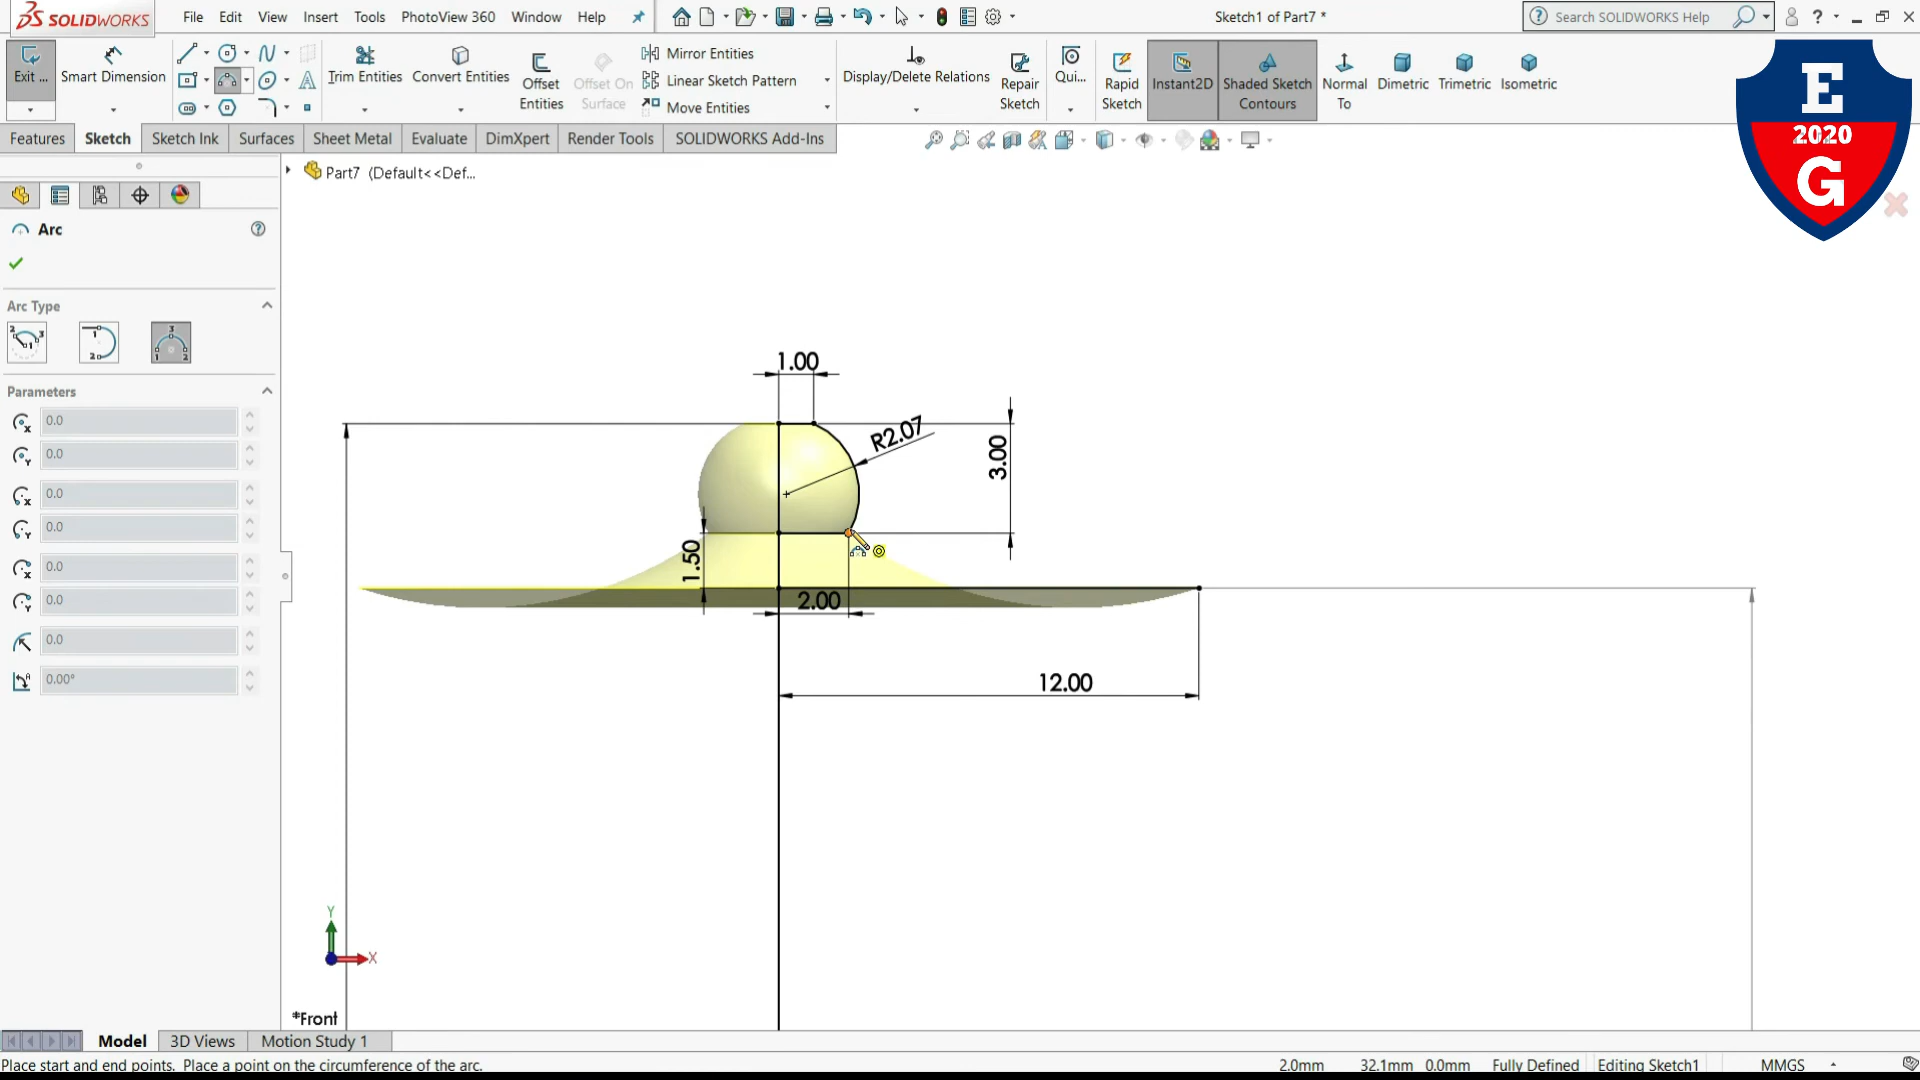 SOLIDWORKS File Edit View Insert Tools PhotoView 360 Window Help Sketch1 of Part7 * Search SOLIDWORKS Help ?
Exit ... Smart Dimension Trim Entities Convert Entities Offset Entities Offset On Surface Mirror Entities Linear Sketch Pattern Move Entities Display/Delete Relations Repair Sketch Qui... Rapid Sketch Instant2D Shaded Sketch Contours Normal To Dimetric Trimetric Isometric
E
2020
G
Features Sketch Sketch Ink Surfaces Sheet Metal Evaluate DimXpert Render Tools SOLIDWORKS Add-Ins
Part7 (Default<<Def...
Arc
?
Arc Type
Parameters
0.0
0.0
0.0
0.0
0.0
0.0
0.0
0.00°
1.00
R2.07
3.00
1.50
2.00
12.00
Y
X
*Front
Model 3D Views Motion Study 1
Place start and end points. Place a point on the circumference of the arc. 2.0mm 32.1mm 0.0mm Fully Defined Editing Sketch1 MMGS